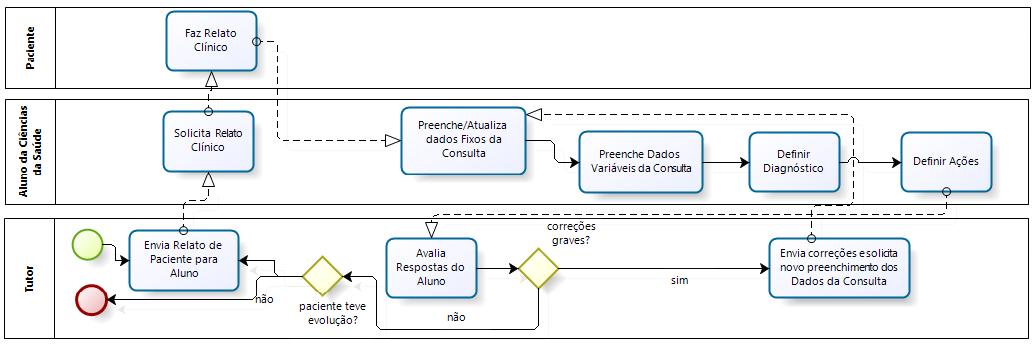 Paciente
Faz Relato
Clínico
Aluno da Ciências
da Saúde
Solicita Relato
Clínico
Preenche/Atualiza
dados Fixos da
Consulta
Preenche Dados
Variáveis da Consulta
Definir
Diagnóstico
Definir Ações
Tutor
Envia Relato de
Paciente para
Aluno
não
paciente teve
evolução?
Avalia
Respostas do
Aluno
não
correções
graves?
sim
Envia correções e solicita
novo preenchimento dos
Dados da Consulta